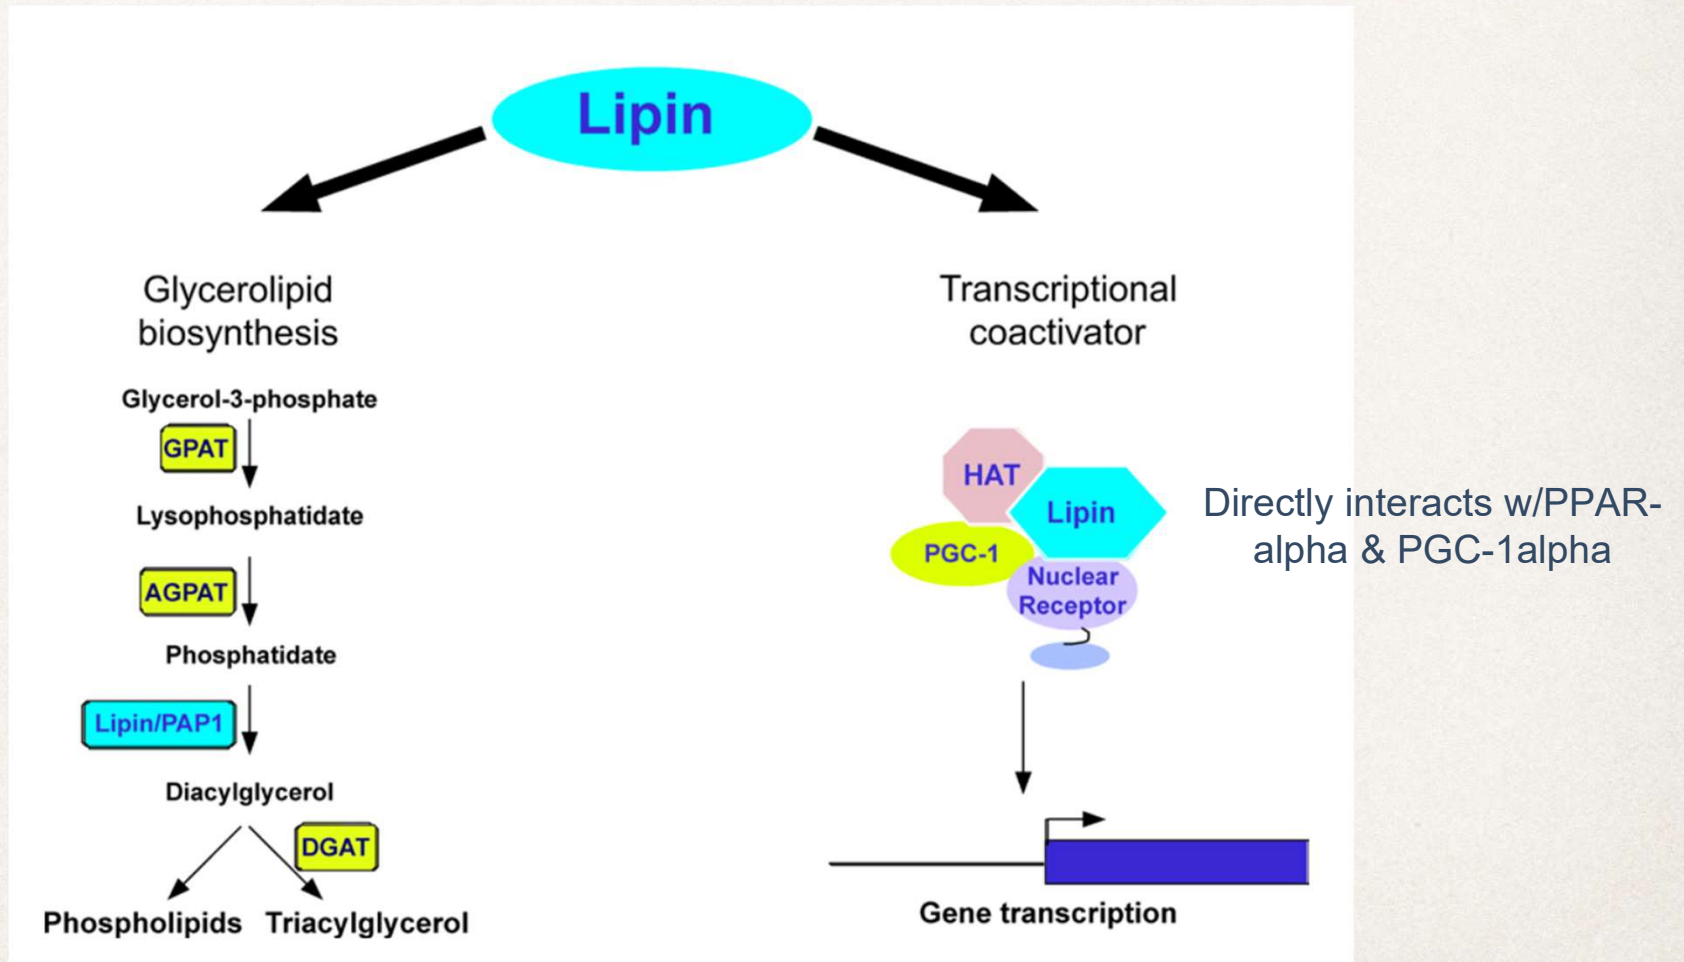 Lipin
Glycerolipid
biosynthesis
Glycerol-3-phosphate
GPAT
Lysophosphatidate
AGPAT
Phosphatidate
Lipin/PAP1
Diacylglycerol
DGAT
Phospholipids
Triacylglycerol
Transcriptional
coactivator
HAT
Lipin
PGC-1
Nuclear
Receptor
Directly interacts w/PPAR-
alpha & PGC-1alpha
Gene transcription